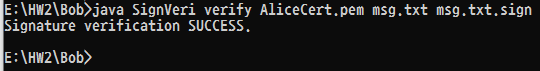 E:\HW2\Bob>java SignVeri verify AliceCert.pem msg.txt msg.txt.sign
Signature verification SUCCESS.
E:\HW2\Bob>